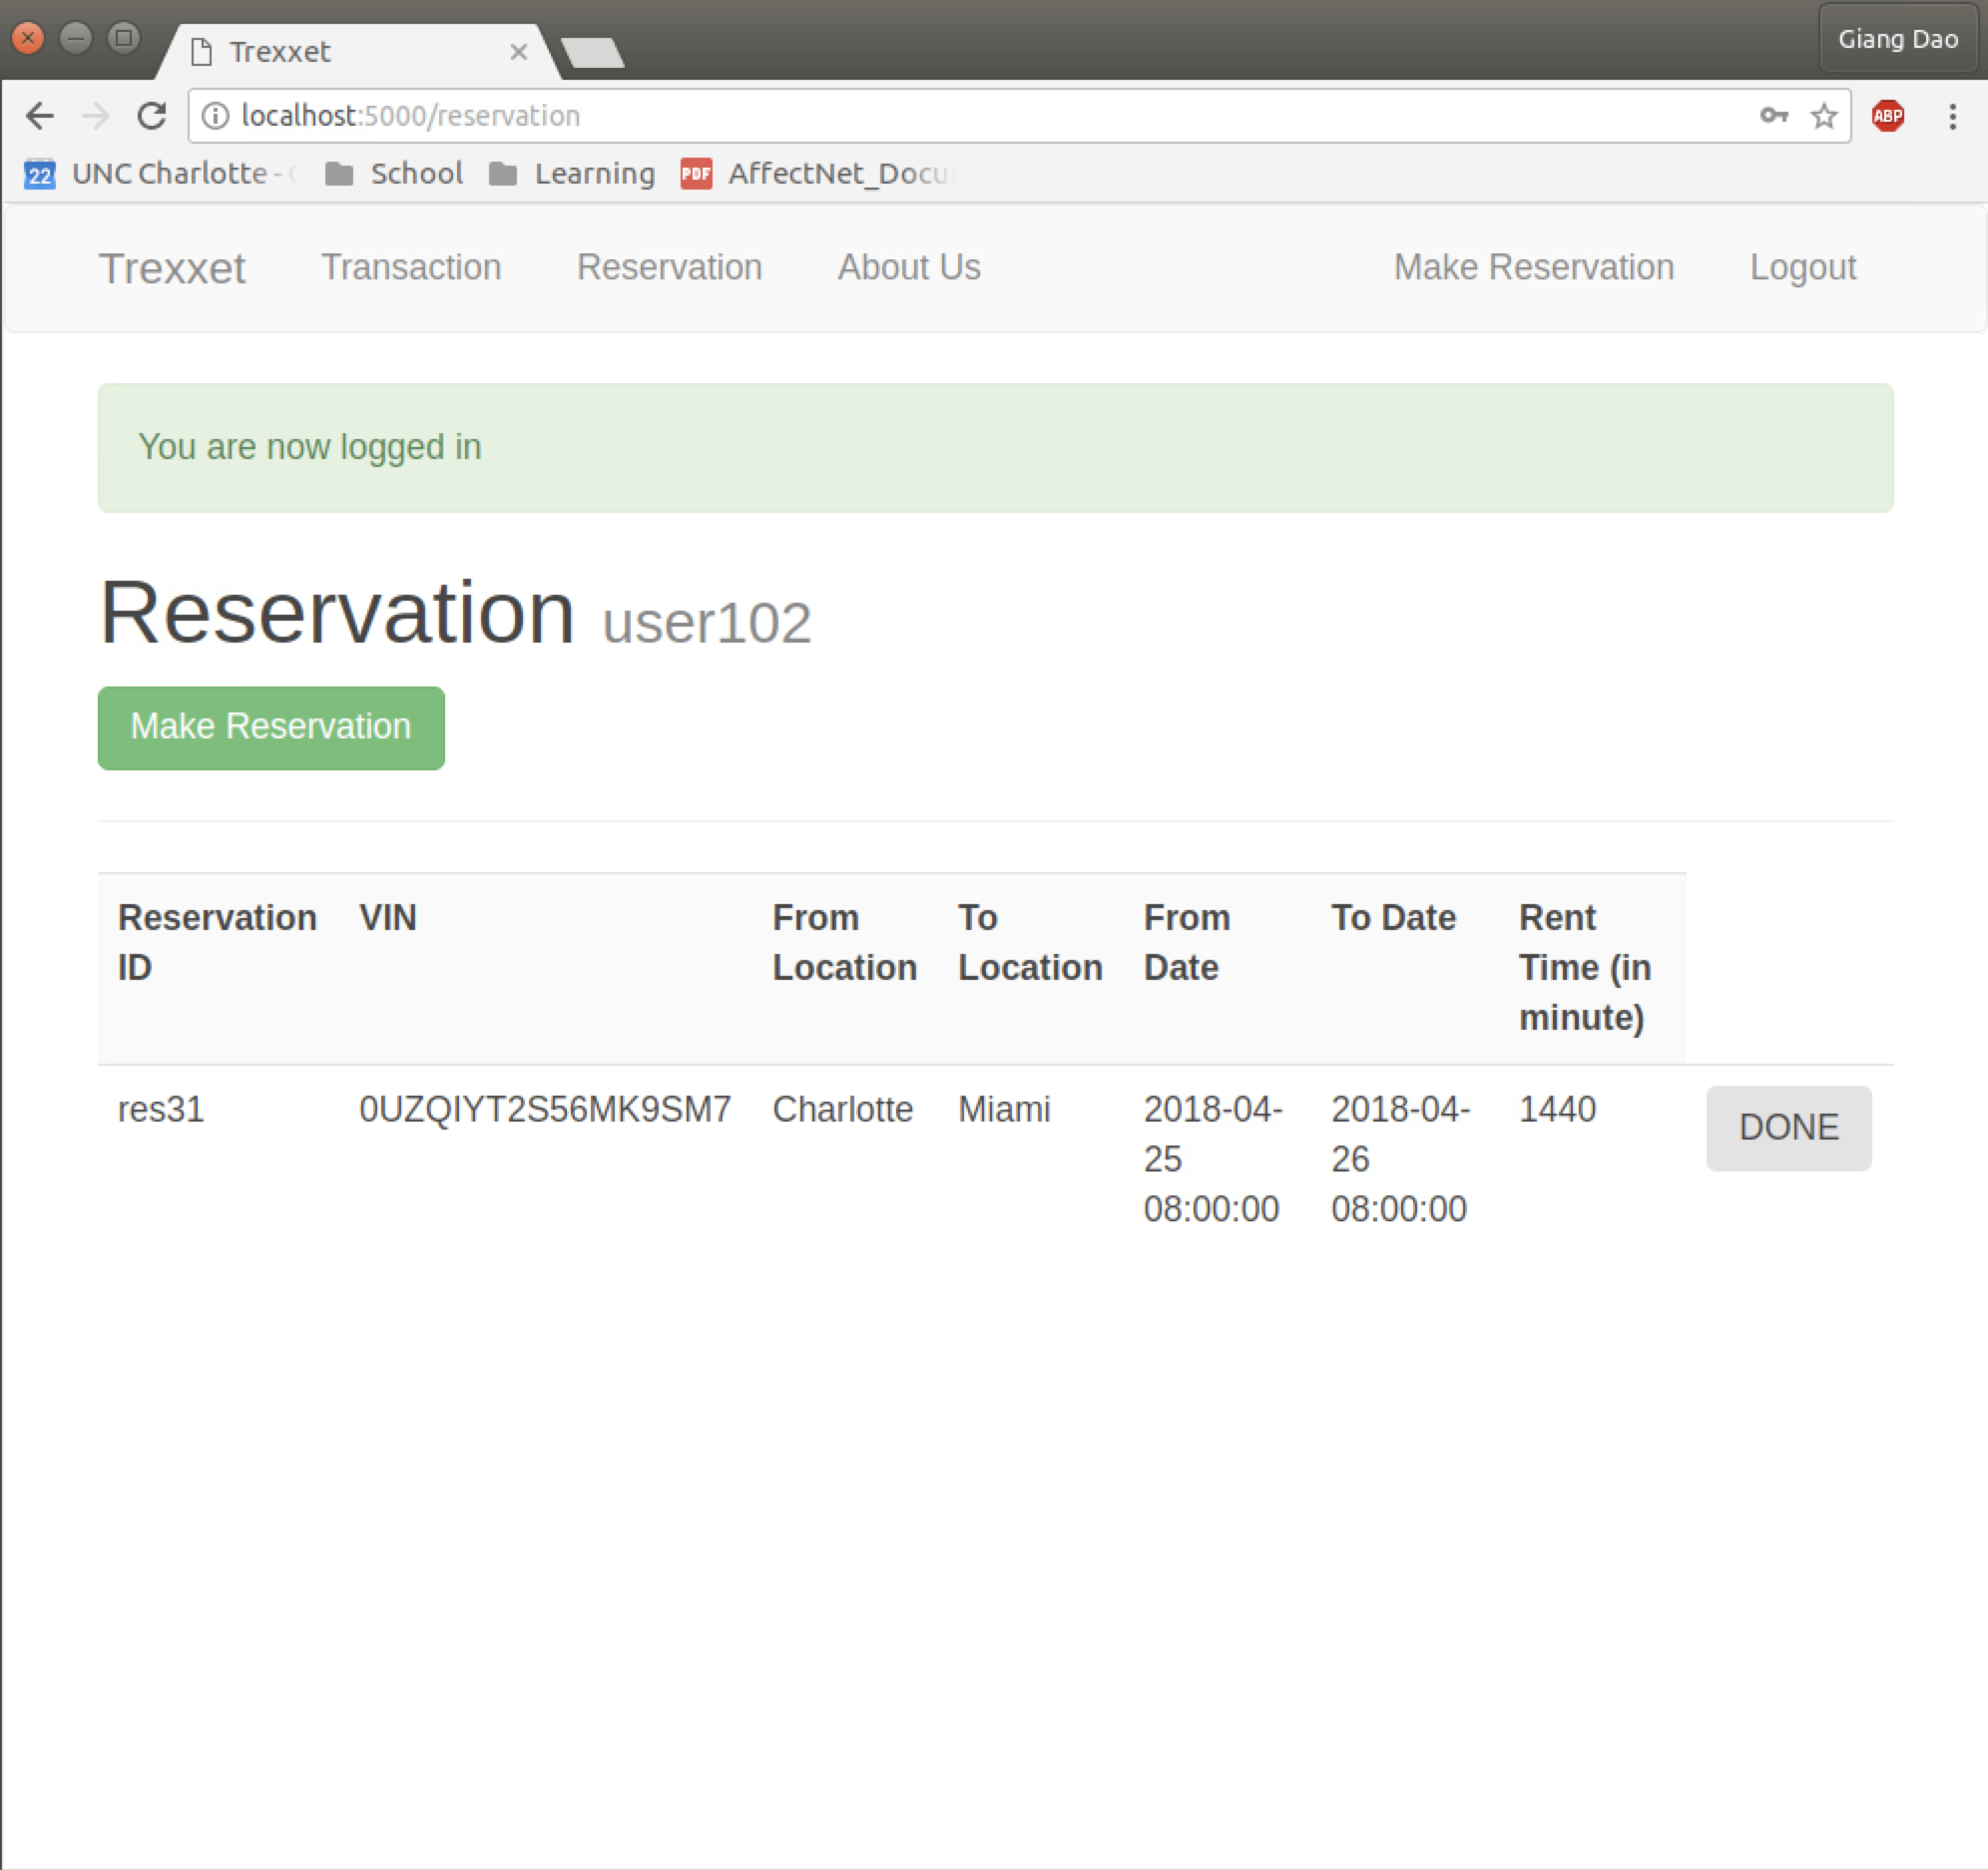 Trexxet
Giang Dao
localhost:5000/reservation
ABP
22 UNC Charlotte - School Learning PDF AffectNet_Docu
Trexxet Transaction Reservation About Us Make Reservation Logout
You are now logged in
Reservation user102
Make Reservation
Reservation ID VIN From Location To Location From Date To Date Rent Time (in minute)
res31 0UZQIYT2S56MK9SM7 Charlotte Miami 2018-04-25 08:00:00 2018-04-26 08:00:00 1440 DONE